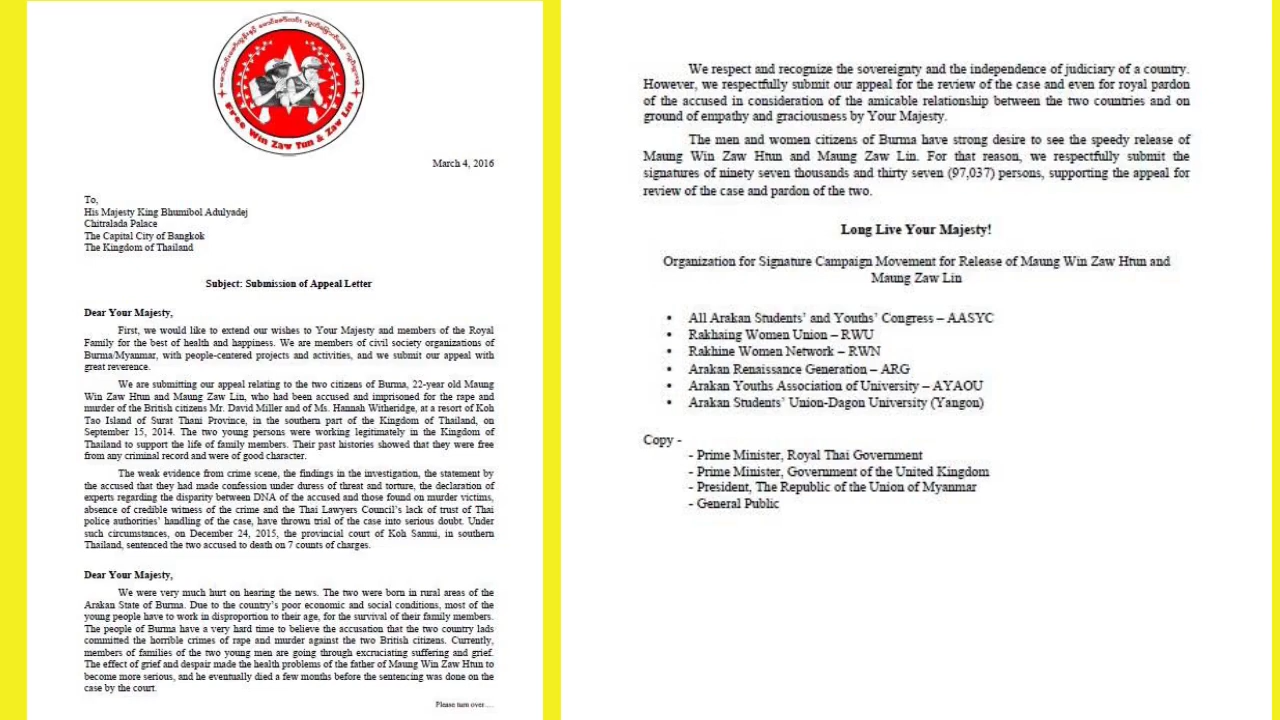 Free Win Zaw Tun & Zaw Lin
March 4, 2016
To,
His Majesty King Bhumibol Adulyadej
Chitralada Palace
The Capital City of Bangkok
The Kingdom of Thailand
Subject: Submission of Appeal Letter
Dear Your Majesty,
First, we would like to extend our wishes to Your Majesty and members of the Royal
Family for the best of health and happiness. We are members of civil society organizations of
Burma/Myanmar, with people-centered projects and activities, and we submit our appeal with
great reverence.
We are submitting our appeal relating to the two citizens of Burma, 22-year old Maung
Win Zaw Htun and Maung Zaw Lin, who had been accused and imprisoned for the rape and
murder of the British citizens Mr. David Miller and of Ms. Hannah Witheridge, at a resort of Koh
Tao Island of Surat Thani Province, in the southern part of the Kingdom of Thailand, on
September 15, 2014. The two young persons were working legitimately in the Kingdom of
Thailand to support the life of family members. Their past histories showed that they were free
from any criminal record and were of good character.
The weak evidence from crime scene, the findings in the investigation, the statement by
the accused that they had made confession under duress of threat and torture, the declaration of
experts regarding the disparity between DNA of the accused and those found on murder victims,
absence of credible witness of the crime and the Thai Lawyers Council's lack of trust of Thai
police authorities' handling of the case, have thrown trial of the case into serious doubt. Under
such circumstances, on December 24, 2015, the provincial court of Koh Samui, in southern
Thailand, sentenced the two accused to death on 7 counts of charges.
Dear Your Majesty,
We were very much hurt on hearing the news. The two were born in rural areas of the
Arakan State of Burma. Due to the country's poor economic and social conditions, most of the
young people have to work in disproportion to their age, for the survival of their family members.
The people of Burma have a very hard time to believe the accusation that the two country lads
committed the horrible crimes of rape and murder against the two British citizens. Currently,
members of families of the two young men are going through excruciating suffering and grief.
The effect of grief and despair made the health problems of the father of Maung Win Zaw Htun to
become more serious, and he eventually died a few months before the sentencing was done on the
case by the court.
Please turn over....
We respect and recognize the sovereignty and the independence of judiciary of a country.
However, we respectfully submit our appeal for the review of the case and even for royal pardon
of the accused in consideration of the amicable relationship between the two countries and on
ground of empathy and graciousness by Your Majesty.
The men and women citizens of Burma have strong desire to see the speedy release of
Maung Win Zaw Htun and Maung Zaw Lin. For that reason, we respectfully submit the
signatures of ninety seven thousands and thirty seven (97,037) persons, supporting the appeal for
review of the case and pardon of the two.
Long Live Your Majesty!
Organization for Signature Campaign Movement for Release of Maung Win Zaw Htun and
Maung Zaw Lin
• All Arakan Students' and Youths' Congress – AASYC
• Rakhaing Women Union – RWU
• Rakhine Women Network – RWN
• Arakan Renaissance Generation – ARG
• Arakan Youths Association of University – AYAOU
• Arakan Students' Union-Dagon University (Yangon)
Copy -
- Prime Minister, Royal Thai Government
- Prime Minister, Government of the United Kingdom
- President, The Republic of the Union of Myanmar
- General Public